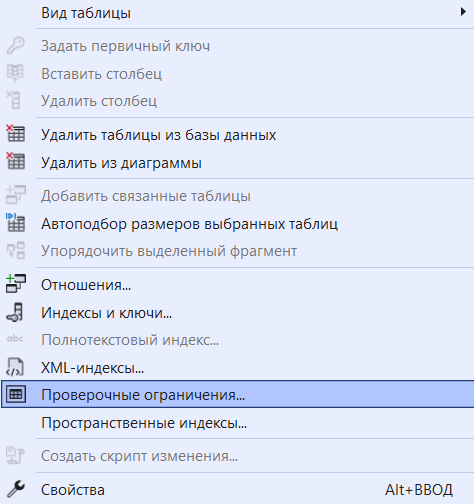 Вид таблицы
Задать первичный ключ
Вставить столбец
Удалить столбец
Удалить таблицы из базы данных
Удалить из диаграммы
Добавить связанные таблицы
Автоподбор размеров выбранных таблиц
Упорядочить выделенный фрагмент
Отношения...
Индексы и ключи...
abc Полнотекстовый индекс...
XML-индексы...
Проверочные ограничения...
Пространственные индексы...
Создать скрипт изменения...
Свойства Alt+ВВОД